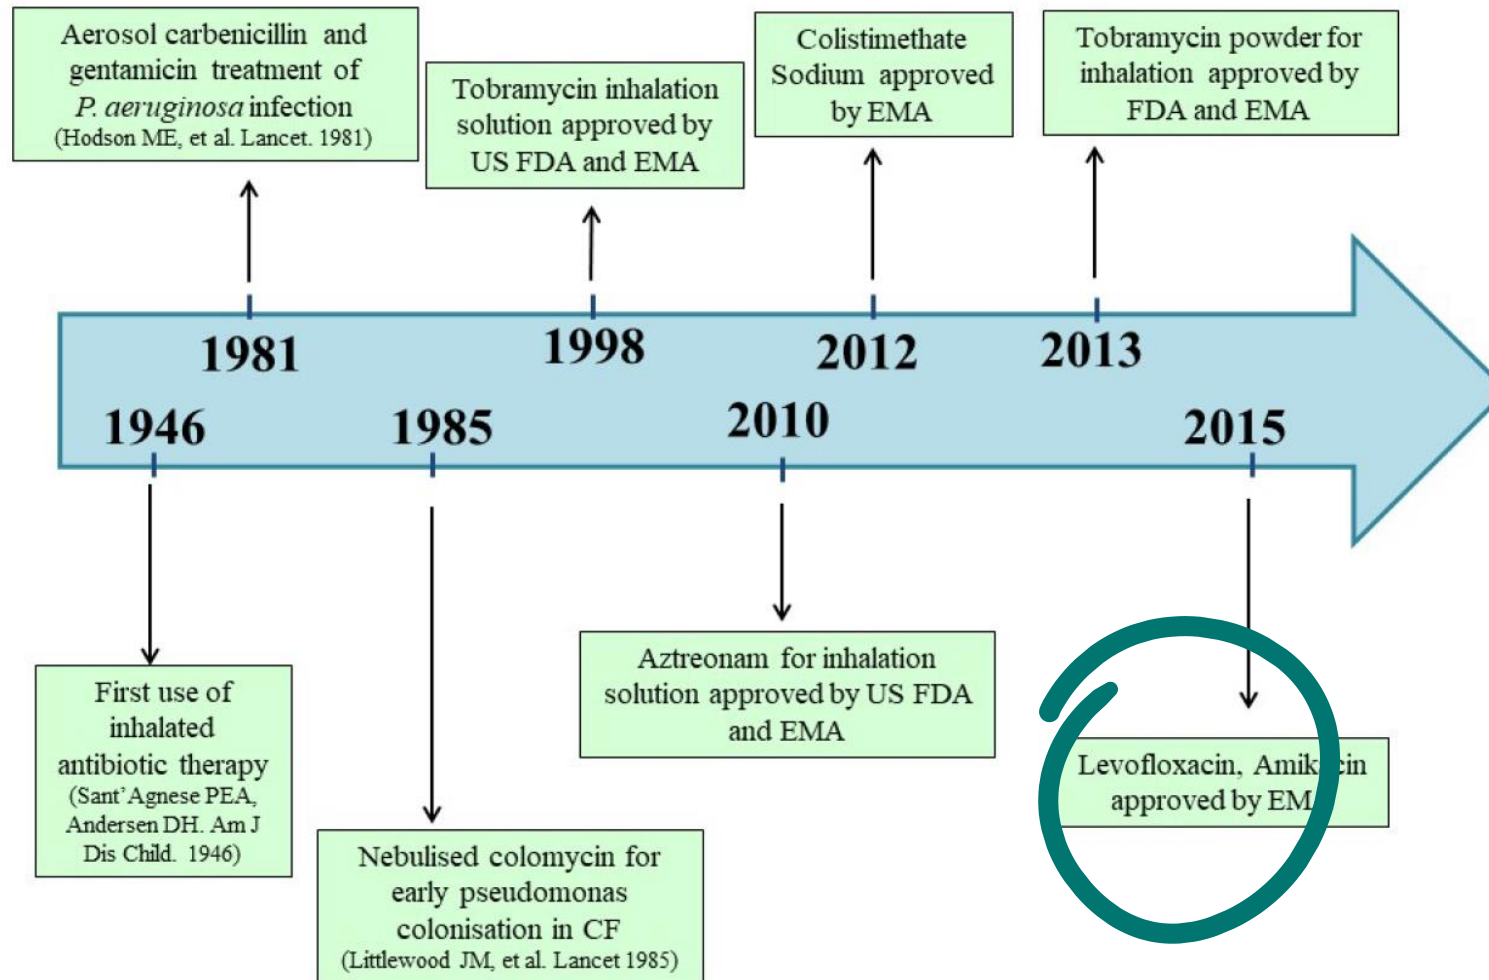 Aerosol carbenicillin and
gentamicin treatment of
P. aeruginosa infection
(Hodson ME, et al. Lancet. 1981)
Tobramycin inhalation
solution approved by
US FDA and EMA
Colistimethate
Sodium approved
by EMA
Tobramycin powder for
inhalation approved by
FDA and EMA
1981
1998
2012
2013
1946
1985
2010
2015
First use of
inhalated
antibiotic therapy
(Sant'Agnese PEA,
Andersen DH. Am J
Dis Child. 1946)
Nebulised colomycin for
early pseudomonas
colonisation in CF
(Littlewood JM, et al. Lancet 1985)
Aztreonam for inhalation
solution approved by US FDA
and EMA
Levofloxacin, Amikacin
approved by EMA